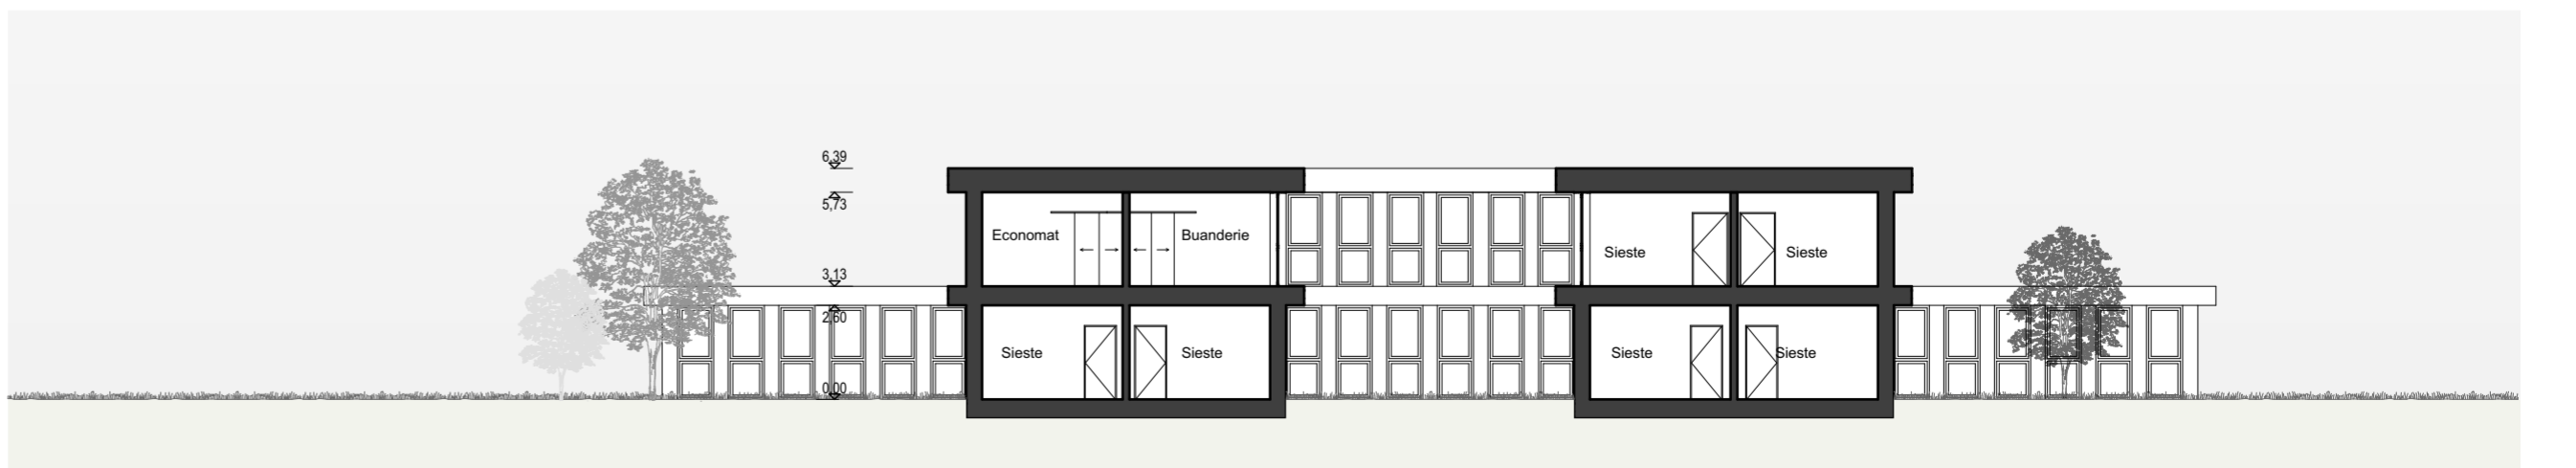 6,39
5,73
Economat
Buanderie
Sieste
Sieste
3,13
2,60
Sieste
Sieste
Sieste
Sieste
0,00